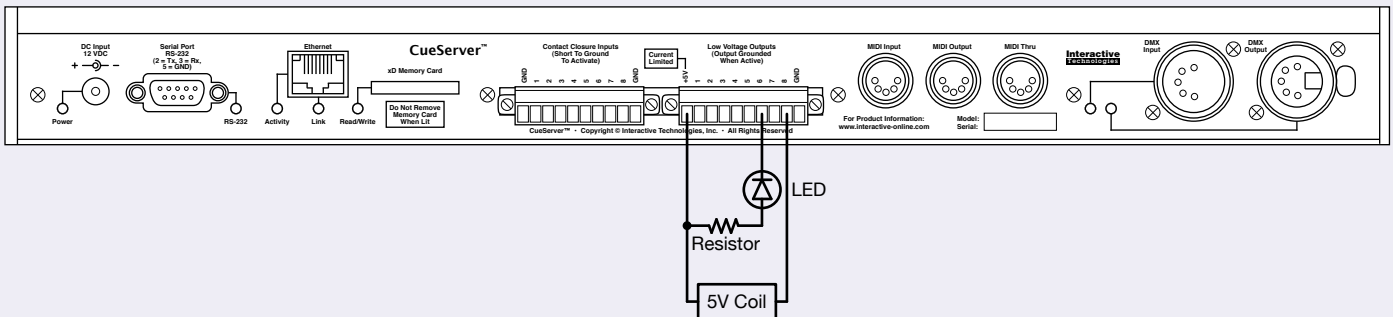 DC Input
12 VDC
+ -
Power
Serial Port
RS-232
(2 = Tx, 3 = Rx,
5 = GND)
RS-232
Ethernet
Activity
Link
CueServer™
xD Memory Card
Read/Write
Do Not Remove
Memory Card
When Lit
Contact Closure Inputs
(Short To Ground
To Activate)
GND 1 2 3 4 5 6 7 8 GND
Current
Limited
Low Voltage Outputs
(Output Grounded
When Active)
+5V 1 2 3 4 5 6 7 8 GND
CueServer™ • Copyright © Interactive Technologies, Inc. • All Rights Reserved
MIDI Input
MIDI Output
MIDI Thru
For Product Information:
www.interactive-online.com
Model:
Serial:
Interactive
Technologies
DMX
Input
DMX
Output
LED
Resistor
5V Coil